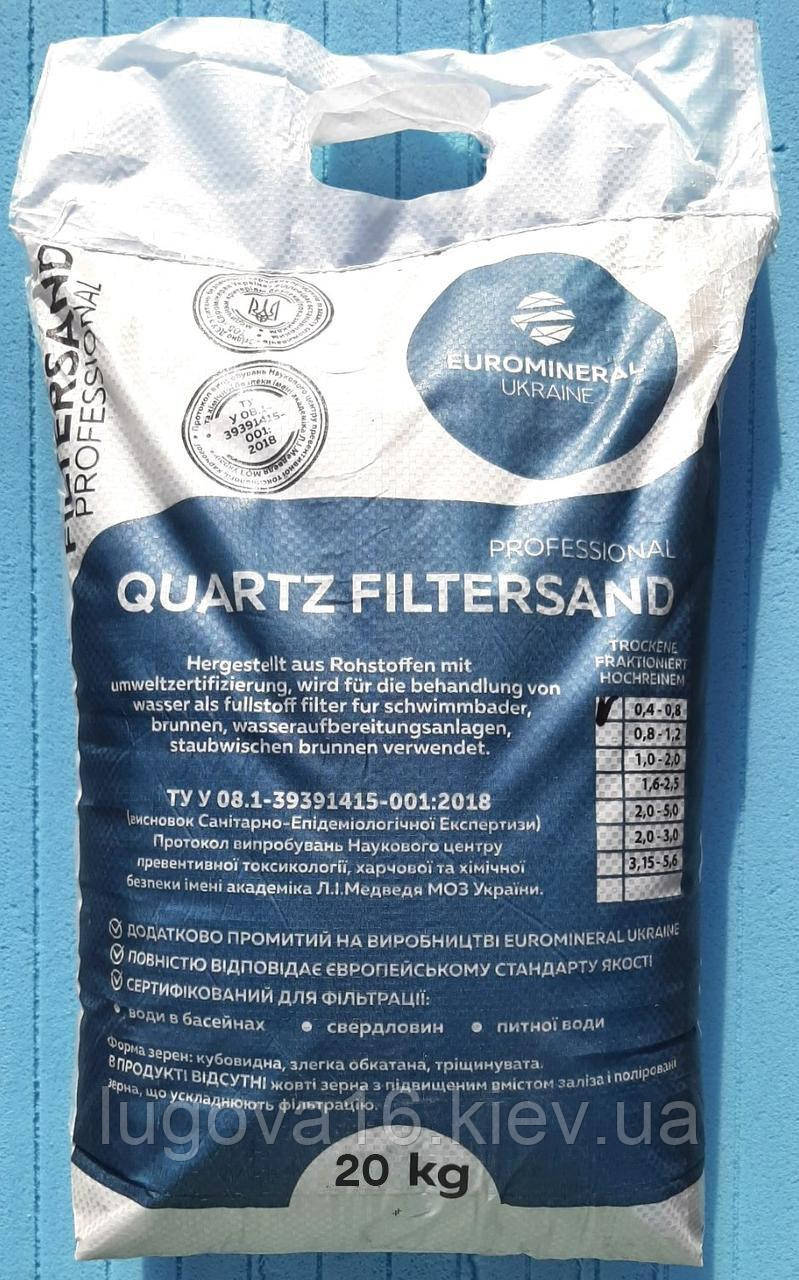 FILTERSAND
PROFESSIONAL
ТУ
У 08.1-
39391415-
001:
2018
EUROMINERAL
UKRAINE
PROFESSIONAL
QUARTZ FILTERSAND
TROCKENE
FRAKTIONIERT
HOCHREINEM
0,4-0,8
0,8-1,2
1,0-2,0
1,6-2,5
2,0-5,0
2,0-3,0
3,15-5,6
Hergestellt aus Rohstoffen mit
umweltzertifizierung, wird für die behandlung von
wasser als fullstoff filter fur schwimmbader,
brunnen, wasseraufbereitungsanlagen,
staubwischen brunnen verwendet.
ТУ У 08.1-39391415-001:2018
(висновок Санітарно-Епідеміологічної Експертизи)
Протокол випробувань Наукового центру
превентивної токсикології, харчової та хімічної
безпеки імені академіка Л.І.Медведя МОЗ України.
ДОДАТКОВО ПРОМИТИЙ НА ВИРОБНИЦТВІ EUROMINERAL UKRAINE
ПОВНІСТЮ ВІДПОВІДАЄ ЄВРОПЕЙСЬКОМУ СТАНДАРТУ ЯКОСТІ
СЕРТИФІКОВАНИЙ ДЛЯ ФІЛЬТРАЦІЇ:
• води в басейнах • свердловин • питної води
Форма зерен: кубовидна, злегка обкатана, тріщинувата.
В ПРОДУКТІ ВІДСУТНІ жовті зерна з підвищеним вмістом заліза і поліровані
зерна, що ускладнюють фільтрацію.
lugova16.kiev.ua
20 kg